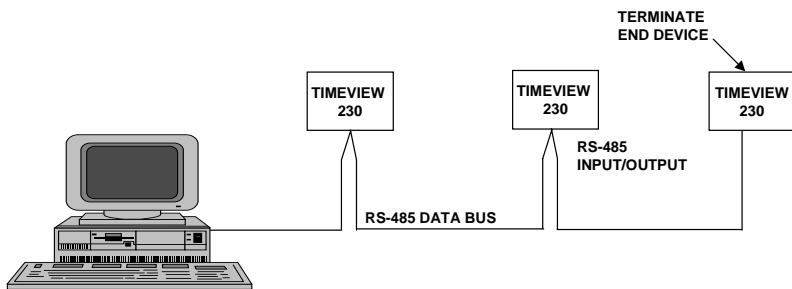 TERMINATE
END DEVICE
TIMEVIEW
230
TIMEVIEW
230
TIMEVIEW
230
RS-485
INPUT/OUTPUT
RS-485 DATA BUS